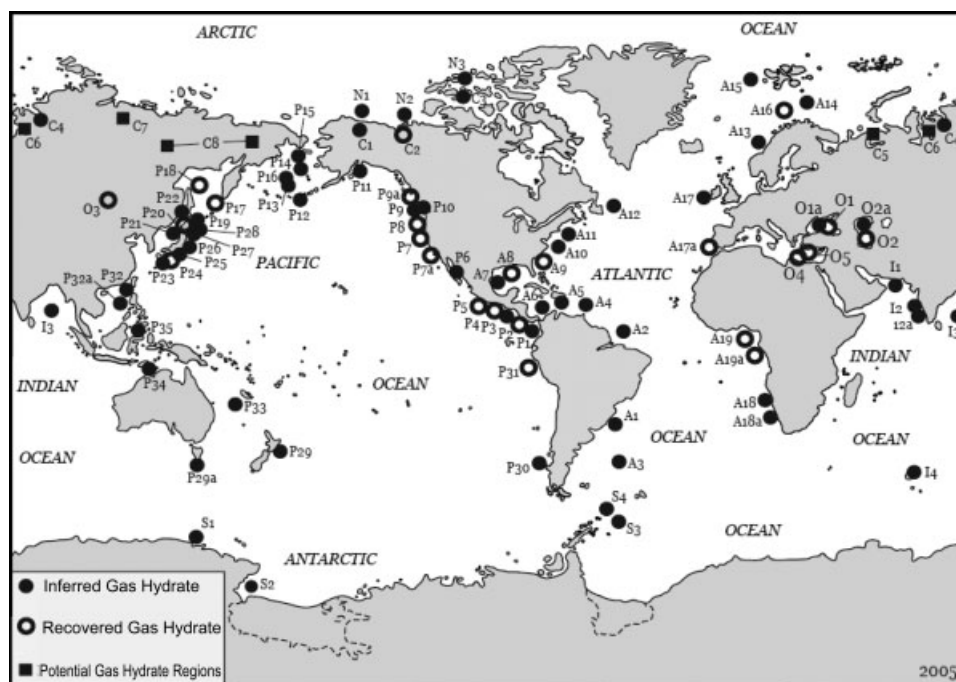 ARCTIC
OCEAN
N3
A15
N1
N2
C3
A14
P15
A16
C4
C7
C4
C6
C8
C1
C2
A13
C5
C6
P14
P18
P16
P11
P9a
A17
O1
O3
P22
P17
P13
P12
P9
P10
A12
O1a
O2a
P20
P19
P8
P21
P28
A11
O2
P27
P7
A10
A17a
O5
P26
PACIFIC
P6
A8
ATLANTIC
O4
P25
P24
P7a
A7
A9
I1
P23
P32
P32a
P5
A6
A5
A4
I2
I3
P4
P3
12a
I3
P35
P2
P1
A2
A19
INDIAN
OCEAN
P31
A19a
INDIAN
P34
P33
A18
A1
A18a
OCEAN
P29
OCEAN
OCEAN
P30
A3
I4
P29a
S4
S1
S3
OCEAN
ANTARCTIC
S2
Inferred Gas Hydrate
Recovered Gas Hydrate
Potential Gas Hydrate Regions
2005